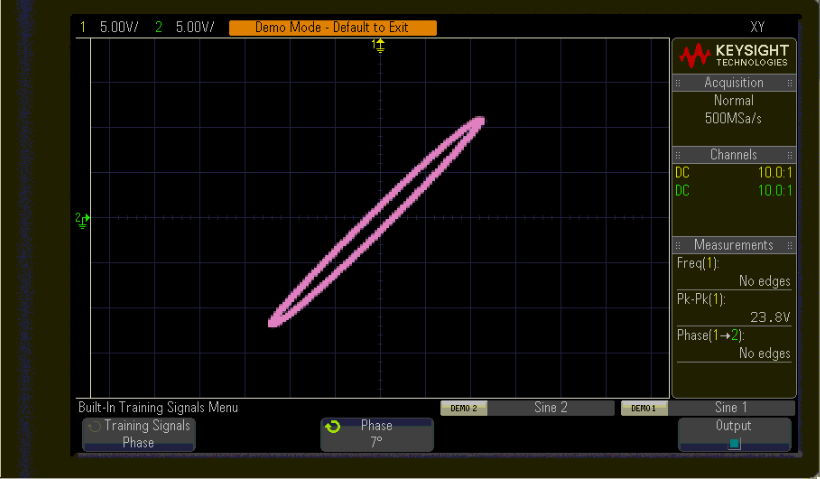 1 5.00V/ 2 5.00V/ Demo Mode - Default to Exit XY
1
KEYSIGHT
TECHNOLOGIES
Acquisition
Normal
500MSa/s
Channels
DC 10.0:1
DC 10.0:1
2
Measurements
Freq(1):
No edges
Pk-Pk(1):
23.8V
Phase(1→2):
No edges
Built-In Training Signals Menu DEMO 2 Sine 2 DEMO 1 Sine 1
Training Signals
Phase
Phase
7°
Output